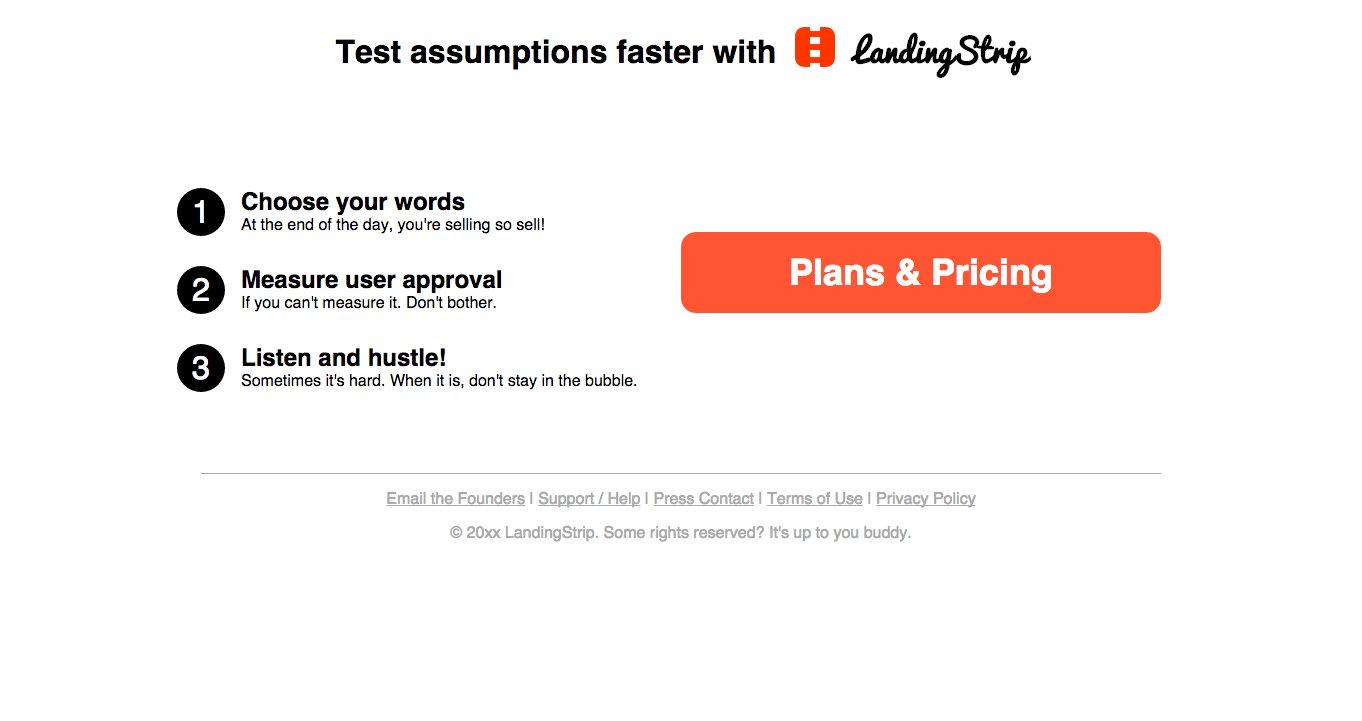 Test assumptions faster with LandingStrip
1 Choose your words
At the end of the day, you're selling so sell!
2 Measure user approval
If you can't measure it. Don't bother.
3 Listen and hustle!
Sometimes it's hard. When it is, don't stay in the bubble.
Plans & Pricing
Email the Founders | Support / Help | Press Contact | Terms of Use | Privacy Policy
© 20xx LandingStrip. Some rights reserved? It's up to you buddy.